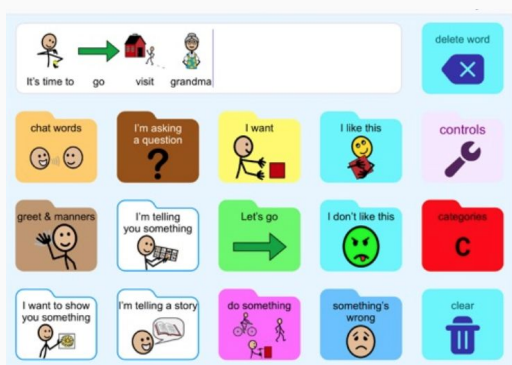 delete word
It's time to go visit grandma
chat words
I'm asking
a question
?
I want
I like this
controls
greet & manners
I'm telling
you something
Let's go
I don't like this
categories
C
I want to show
you something
I'm telling a story
do something
something's
wrong
clear